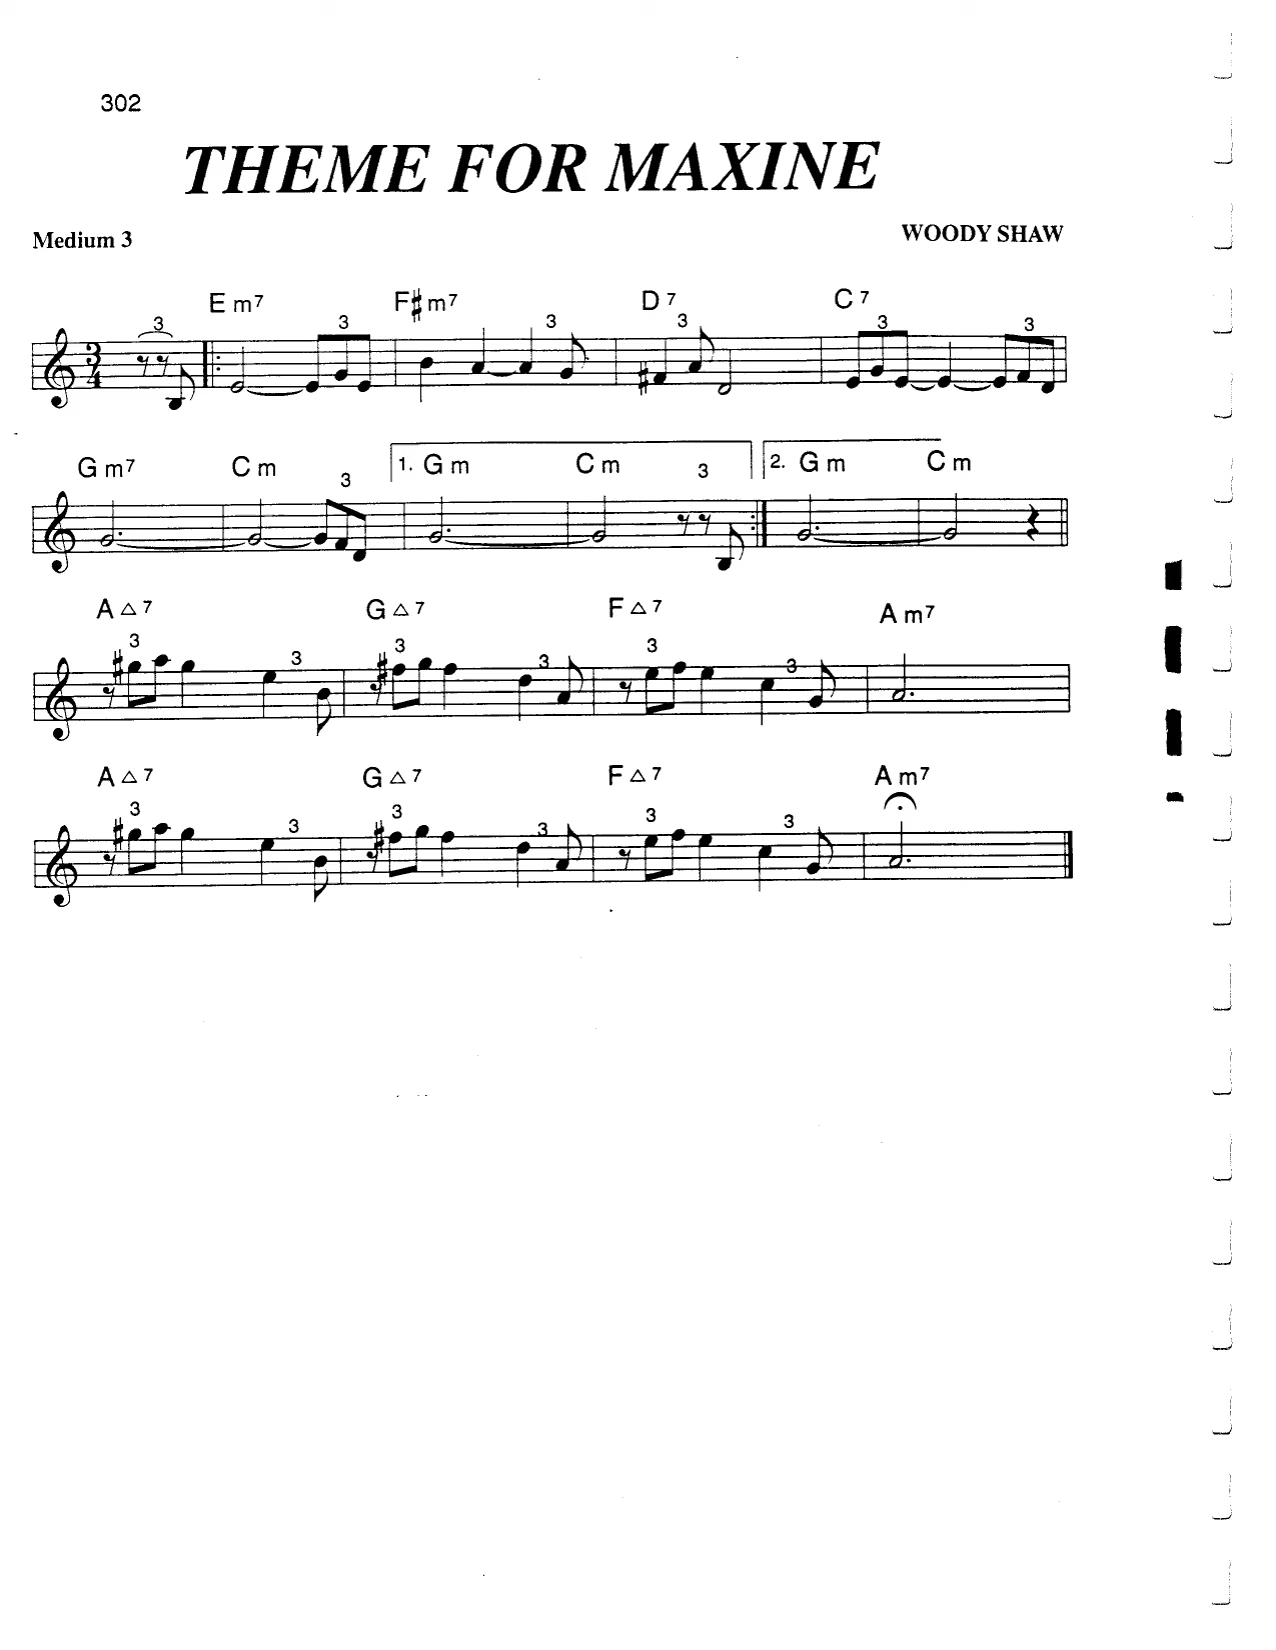 302
THEME FOR MAXINE
Medium 3
WOODY SHAW
E m7 F♯m7 D 7 C 7
3 3 3 3 3 3
3
4
G m7 C m 3 1. G m C m 3 2. G m C m
A △ 7 G △ 7 F △ 7 A m7
3 3 3 3 3 3
A △ 7 G △ 7 F △ 7 A m7
3 3 3 3 3 3